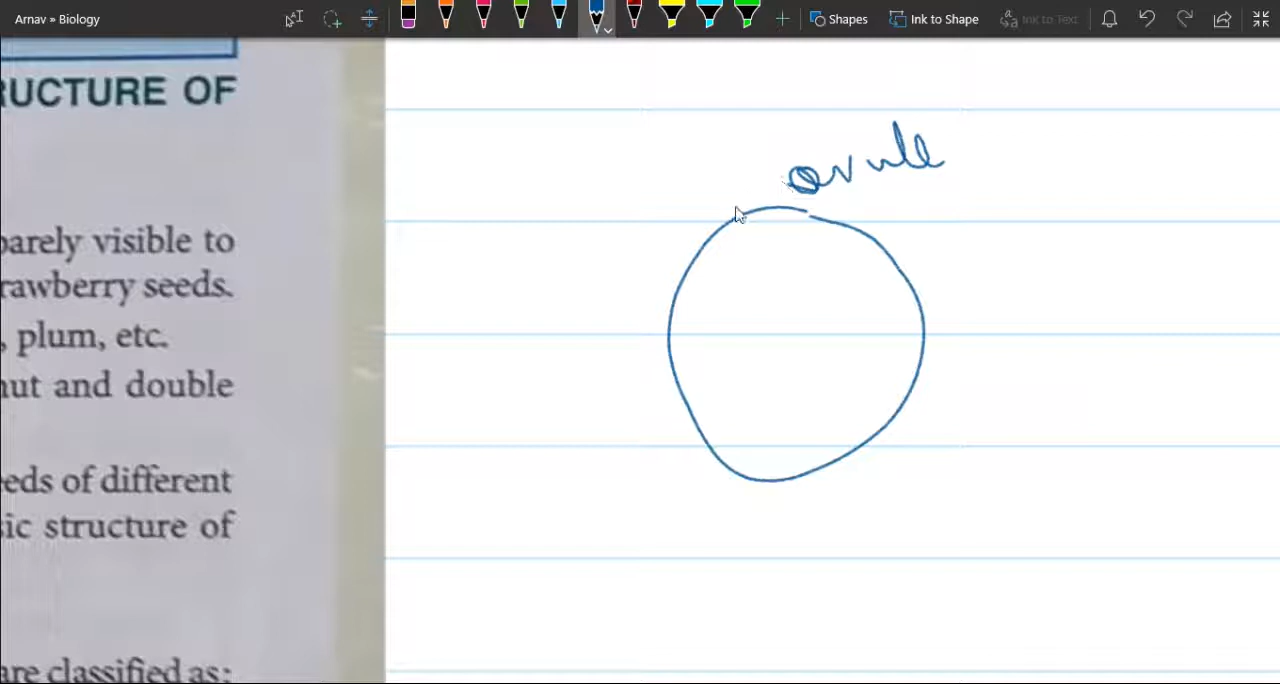 Arnav » Biology
Shapes
Ink to Shape
Ink to Text
RUCTURE OF
ovule
barely visible to
rawberry seeds.
, plum, etc.
nut and double
eds of different
sic structure of
are classified as: